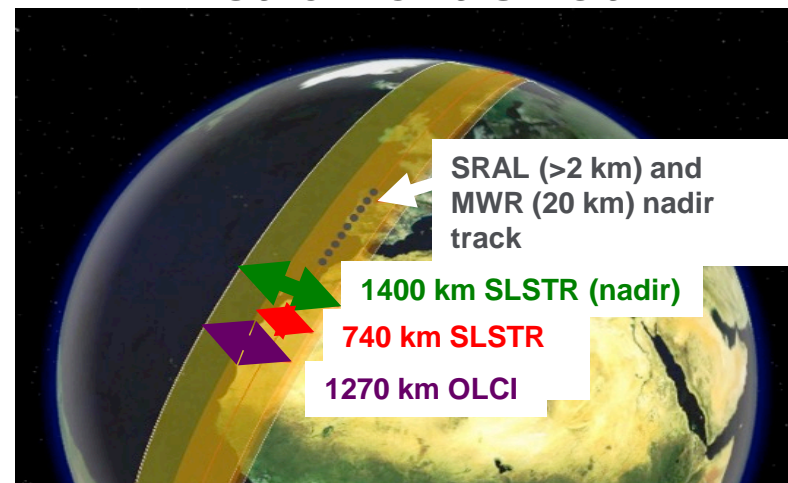 SRAL (>2 km) and
MWR (20 km) nadir
track
1400 km SLSTR (nadir)
740 km SLSTR
1270 km OLCI